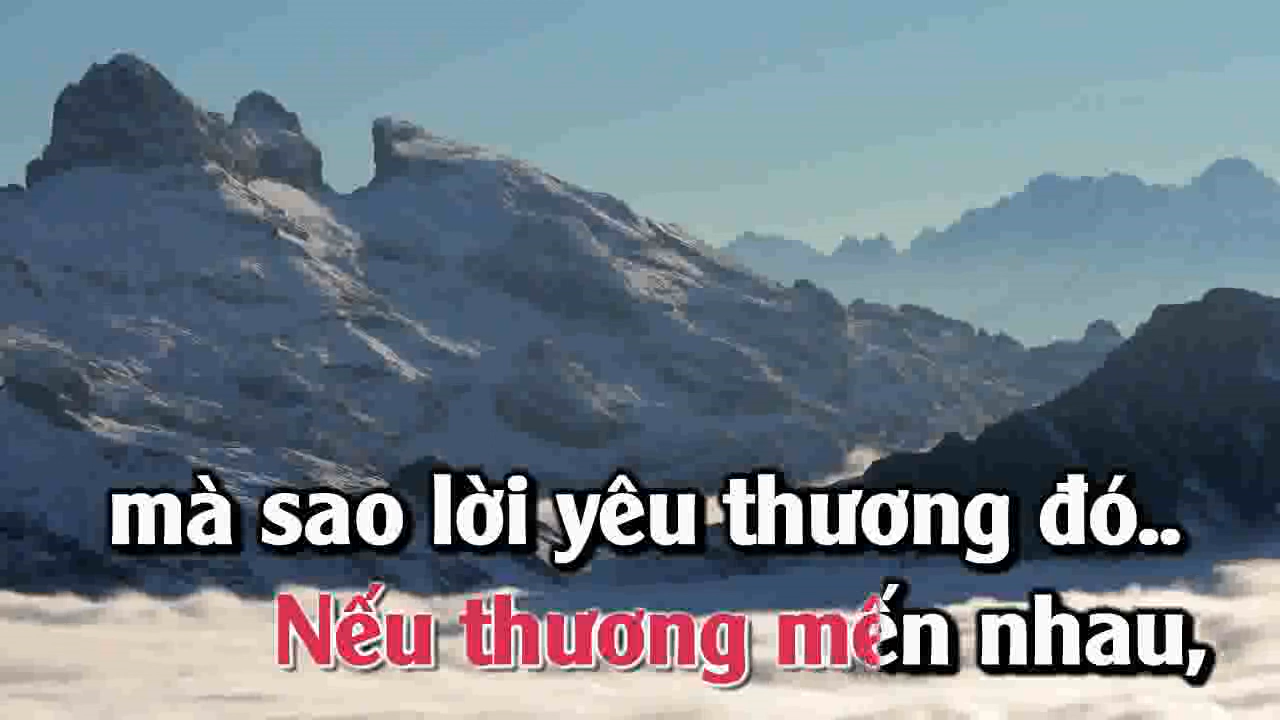 mà sao lời yêu thương đó..
Nếu thương mến nhau,